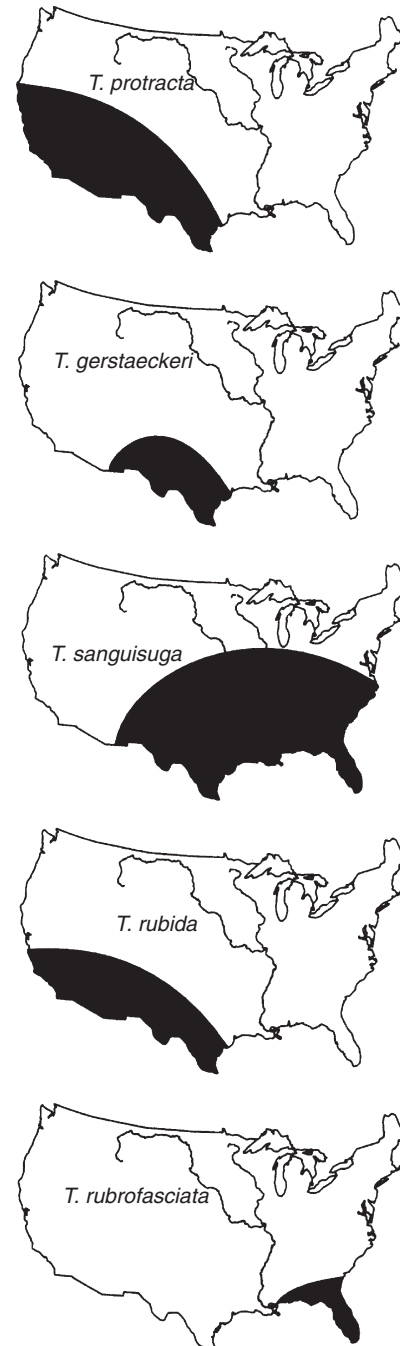 T. protracta
T. gerstaeckeri
T. sanguisuga
T. rubida
T. rubrofasciata